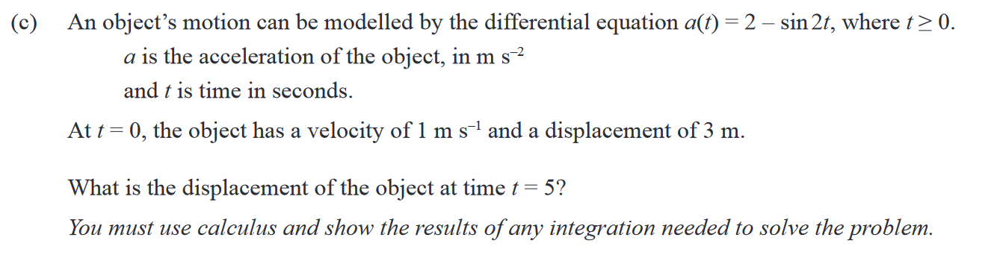 (c) An object's motion can be modelled by the differential equation a(t) = 2 – sin 2t, where t ≥ 0.
a is the acceleration of the object, in m s⁻²
and t is time in seconds.
At t = 0, the object has a velocity of 1 m s⁻¹ and a displacement of 3 m.
What is the displacement of the object at time t = 5?
You must use calculus and show the results of any integration needed to solve the problem.